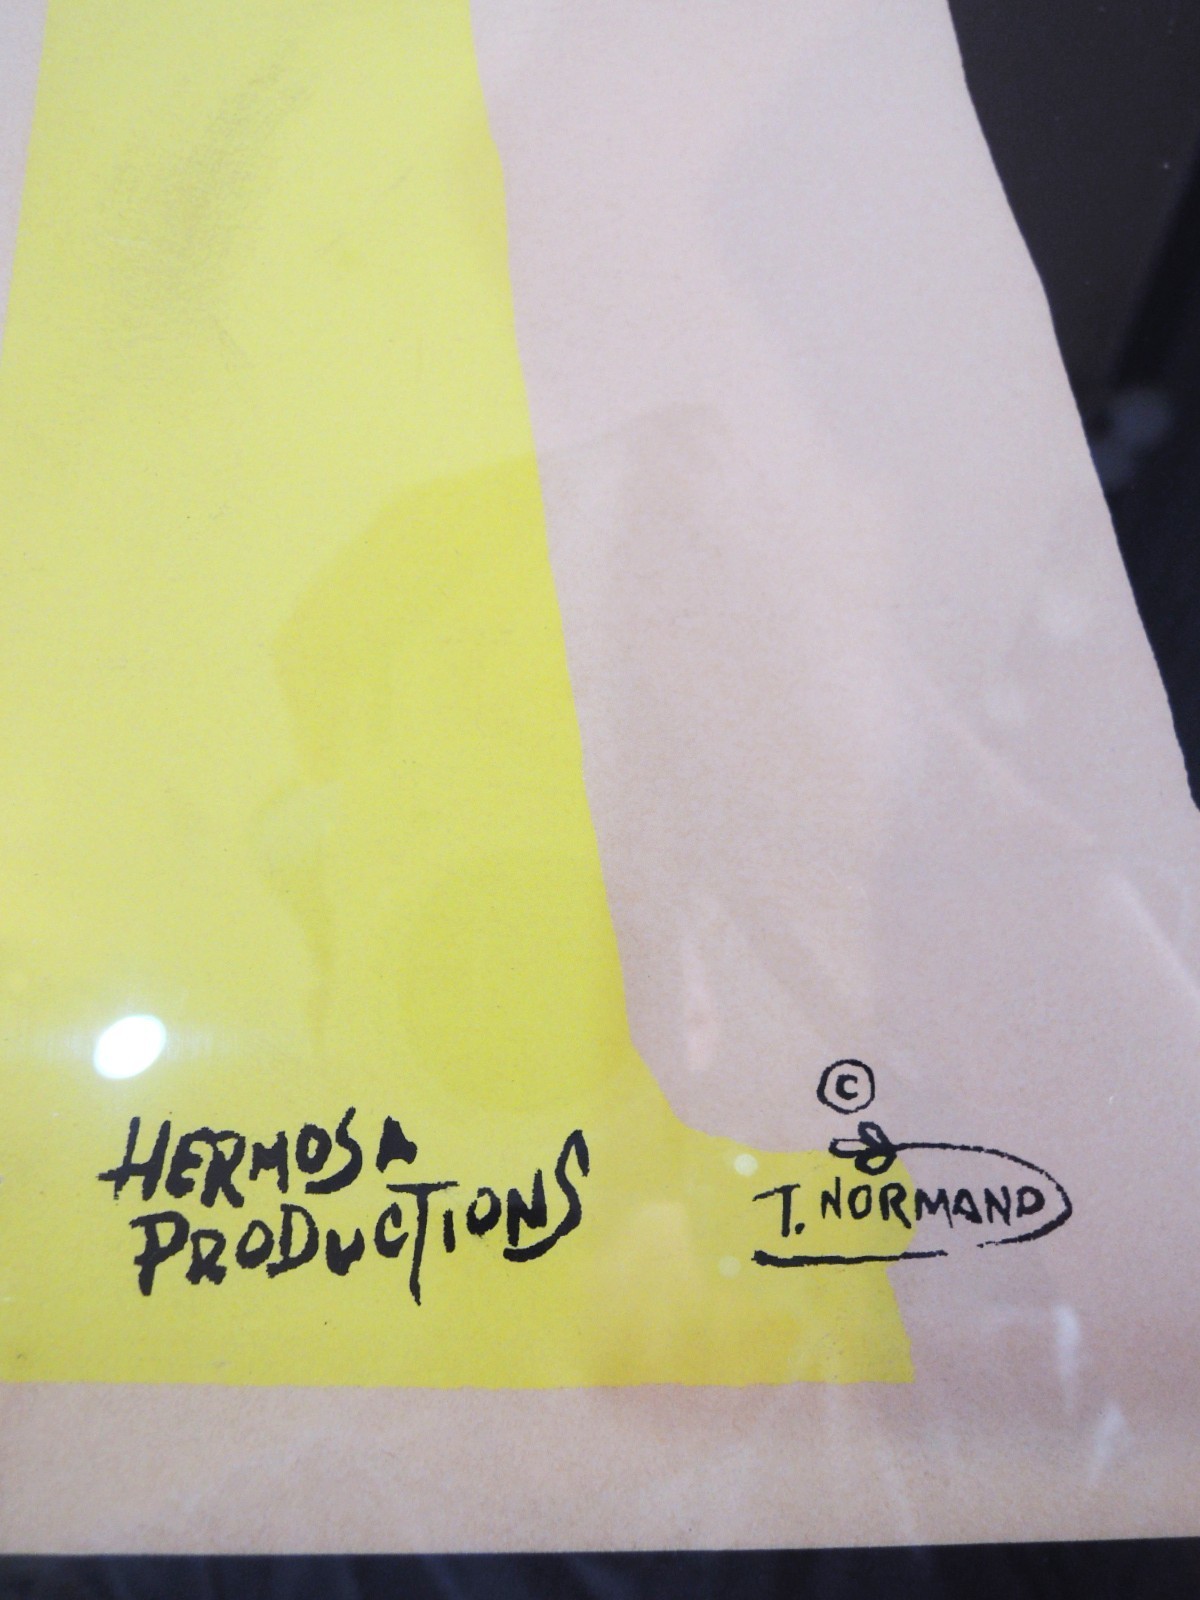 HERMOSA
PRODUCTIONS
©
T. NORMAND